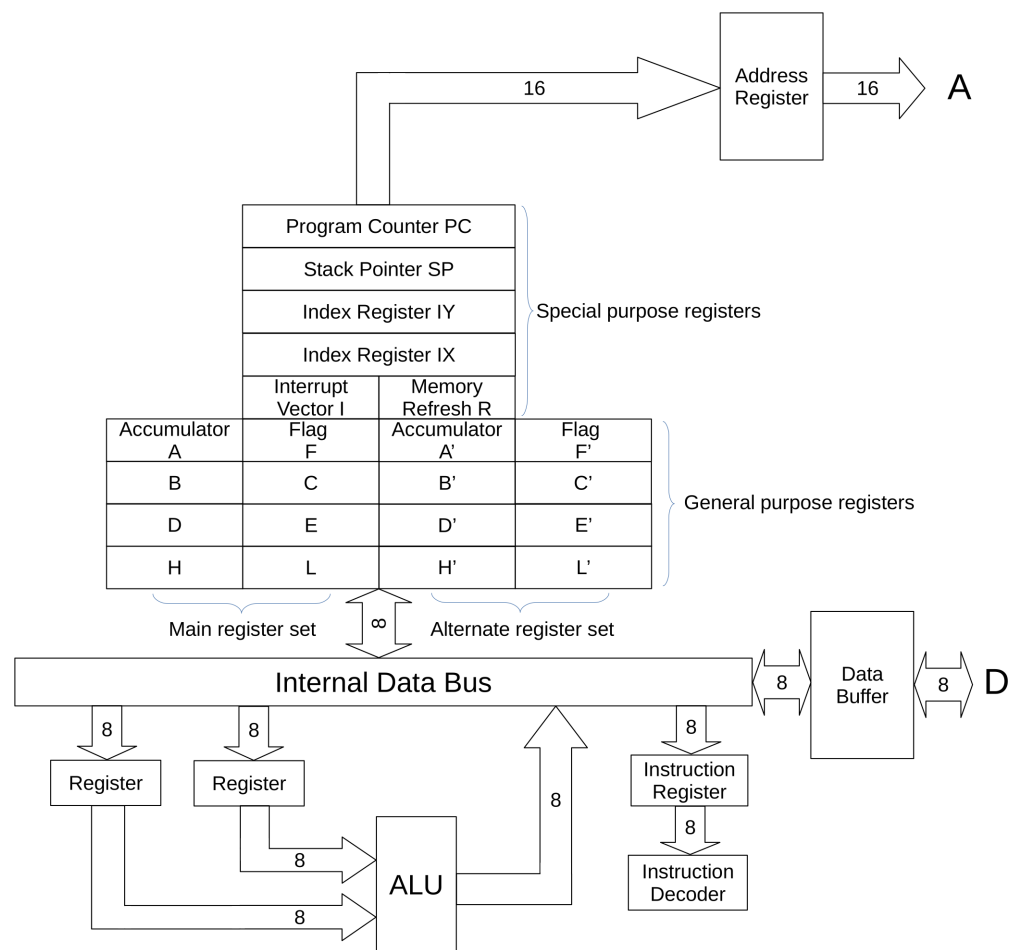 16
Address
Register
16
A
Program Counter PC
Stack Pointer SP
Index Register IY
Index Register IX
Special purpose registers
Interrupt
Vector I
Memory
Refresh R
Accumulator
A
Flag
F
Accumulator
A’
Flag
F’
B
C
B’
C’
D
E
D’
E’
H
L
H’
L’
General purpose registers
Main register set
8
Alternate register set
Internal Data Bus
8
Data
Buffer
8
D
8
8
8
Register
Register
Instruction
Register
8
8
Instruction
Decoder
8
ALU
8